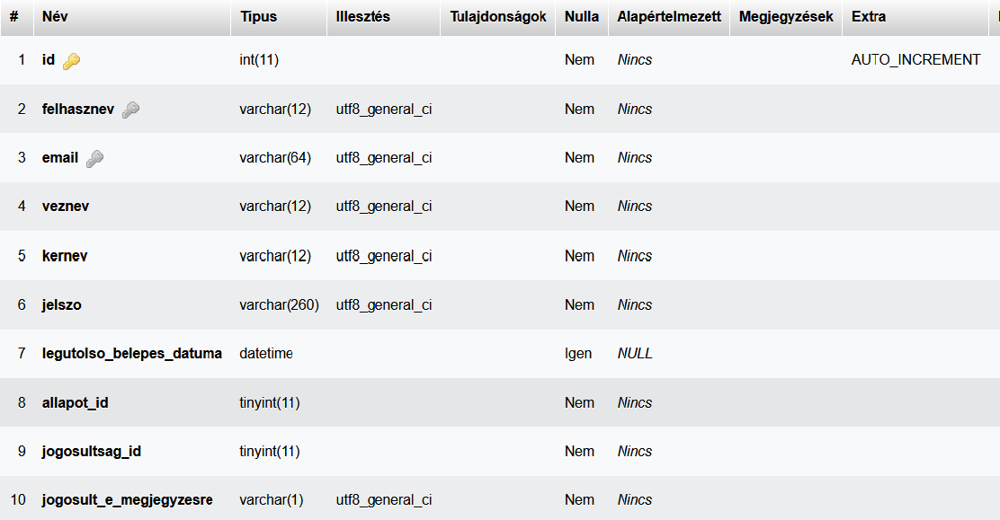 # Név Típus Illesztés Tulajdonságok Nulla Alapértelmezett Megjegyzések Extra
1 id int(11) Nem Nincs AUTO_INCREMENT
2 felhasznev varchar(12) utf8_general_ci Nem Nincs
3 email varchar(64) utf8_general_ci Nem Nincs
4 veznev varchar(12) utf8_general_ci Nem Nincs
5 kernev varchar(12) utf8_general_ci Nem Nincs
6 jelszo varchar(260) utf8_general_ci Nem Nincs
7 legutolso_belepes_datuma datetime Igen NULL
8 allapot_id tinyint(11) Nem Nincs
9 jogosultsag_id tinyint(11) Nem Nincs
10 jogosult_e_megjegyzesre varchar(1) utf8_general_ci Nem Nincs